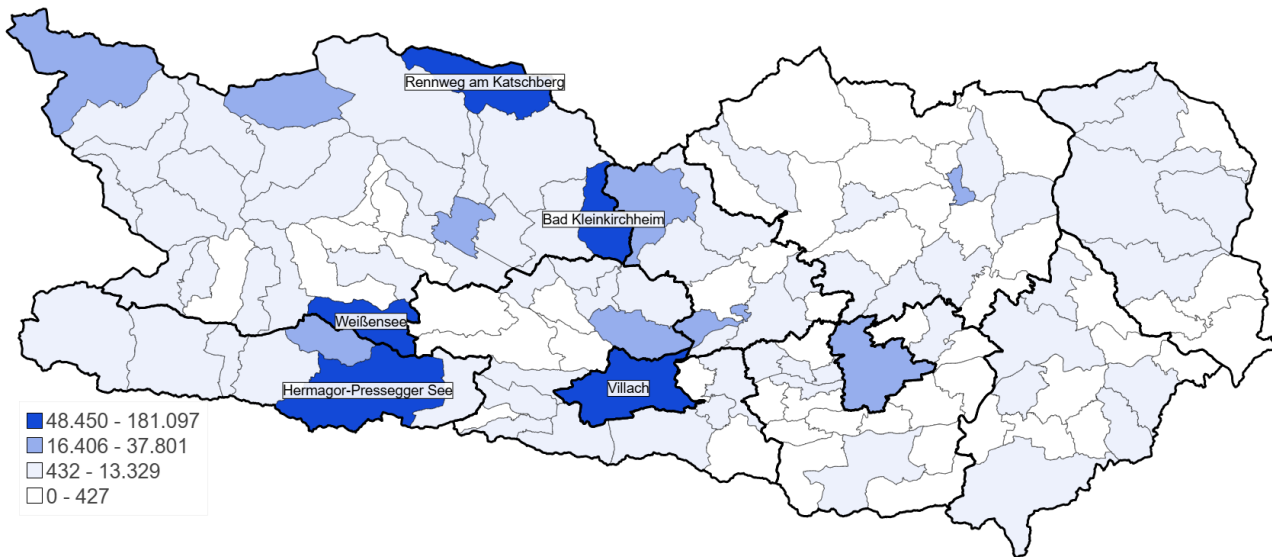 Rennweg am Katschberg
Bad Kleinkirchheim
Weißensee
Hermagor-Pressegger See
Villach
48.450 - 181.097
16.406 - 37.801
432 - 13.329
0 - 427